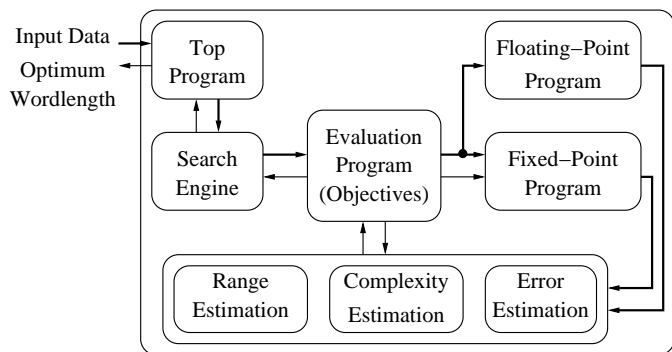 Input Data
Optimum
Wordlength
Top
Program
Search
Engine
Evaluation
Program
(Objectives)
Floating−Point
Program
Fixed−Point
Program
Range
Estimation
Complexity
Estimation
Error
Estimation